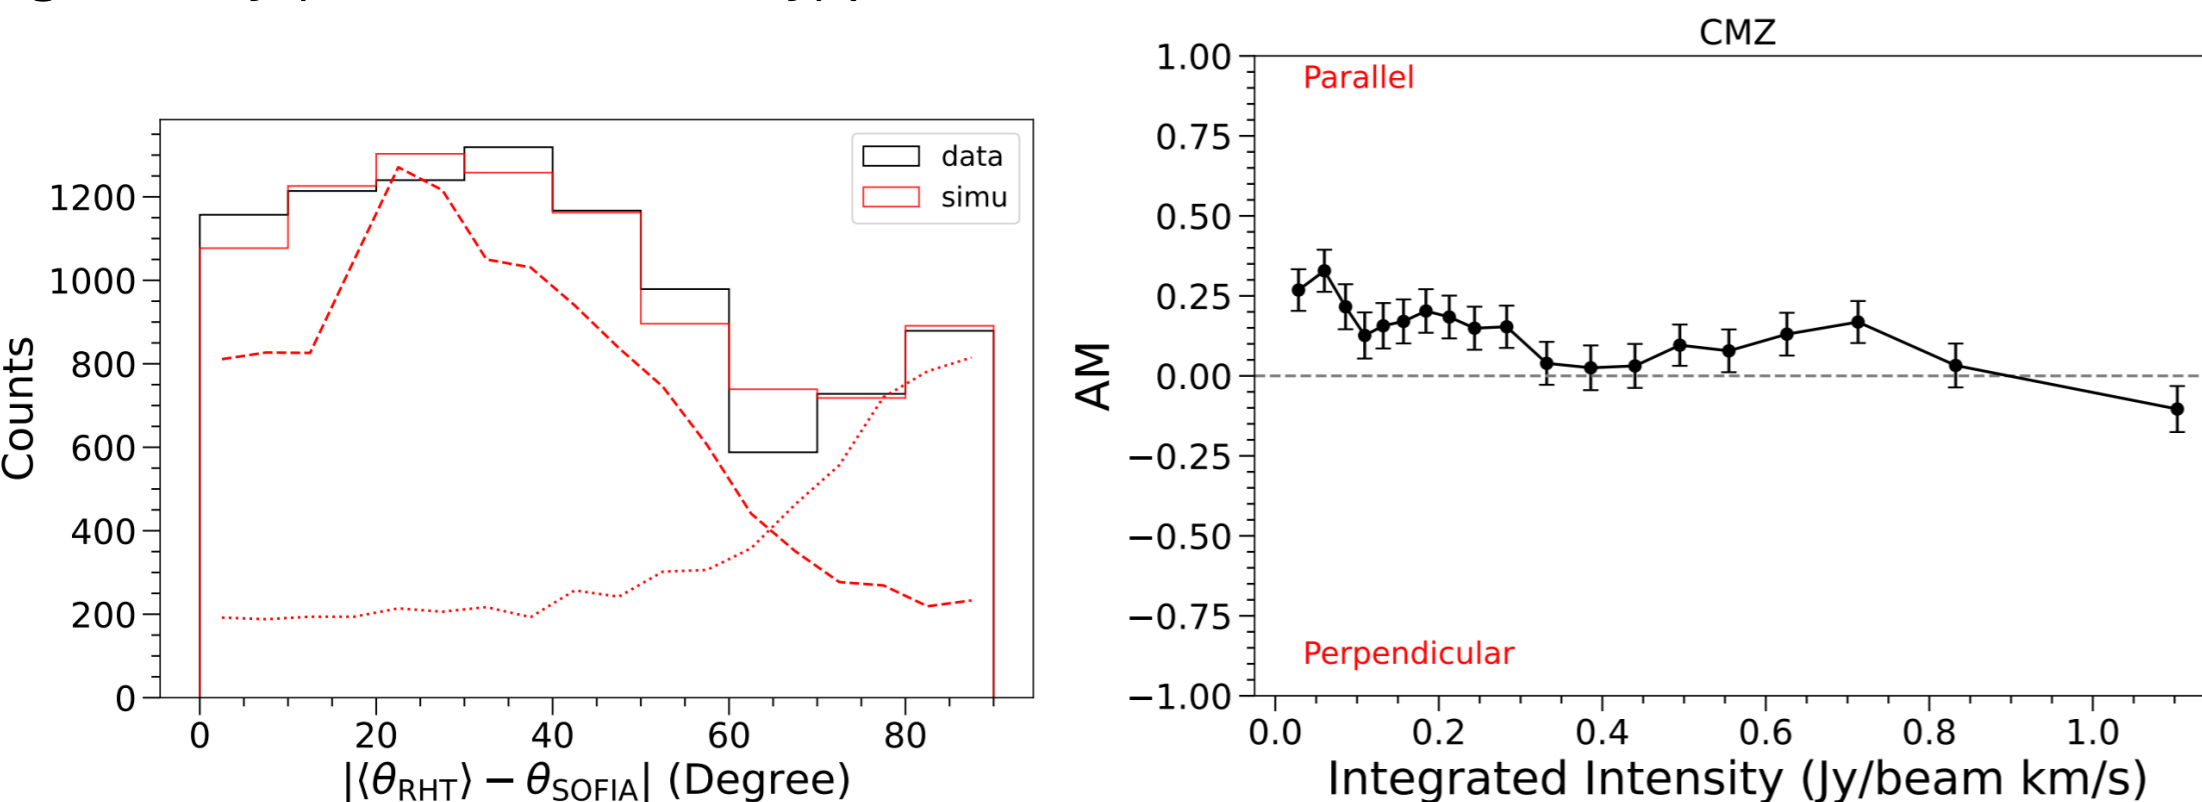 CMZ
data
simu
Counts
0
200
400
600
800
1000
1200
0 20 40 60 80
|⟨θRHT⟩ − θSOFIA| (Degree)
Parallel
Perpendicular
AM
1.00
0.75
0.50
0.25
0.00
−0.25
−0.50
−0.75
−1.00
0.0 0.2 0.4 0.6 0.8 1.0
Integrated Intensity (Jy/beam km/s)